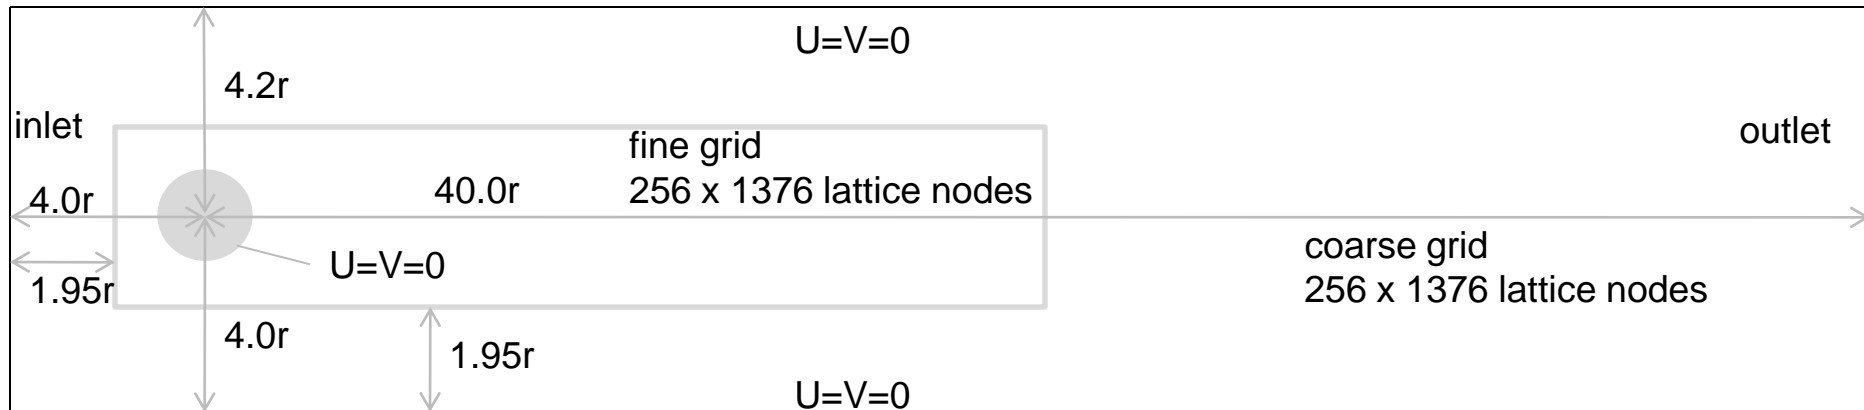 U=V=0
4.2r
inlet
outlet
fine grid
256 x 1376 lattice nodes
4.0r
40.0r
U=V=0
coarse grid
256 x 1376 lattice nodes
1.95r
4.0r
1.95r
U=V=0